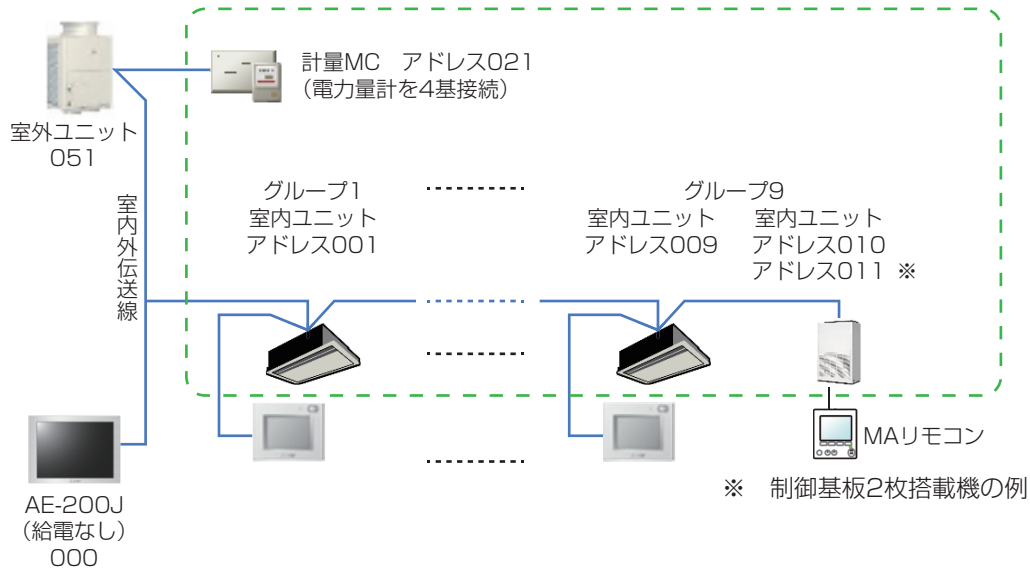 計量MC アドレス021
（電力量計を4基接続）
室外ユニット
051
室内外伝送線
グループ1
室内ユニット
アドレス001
グループ9
室内ユニット
アドレス009
室内ユニット
アドレス010
アドレス011 ※
MAリモコン
※ 制御基板2枚搭載機の例
AE-200J
（給電なし）
000